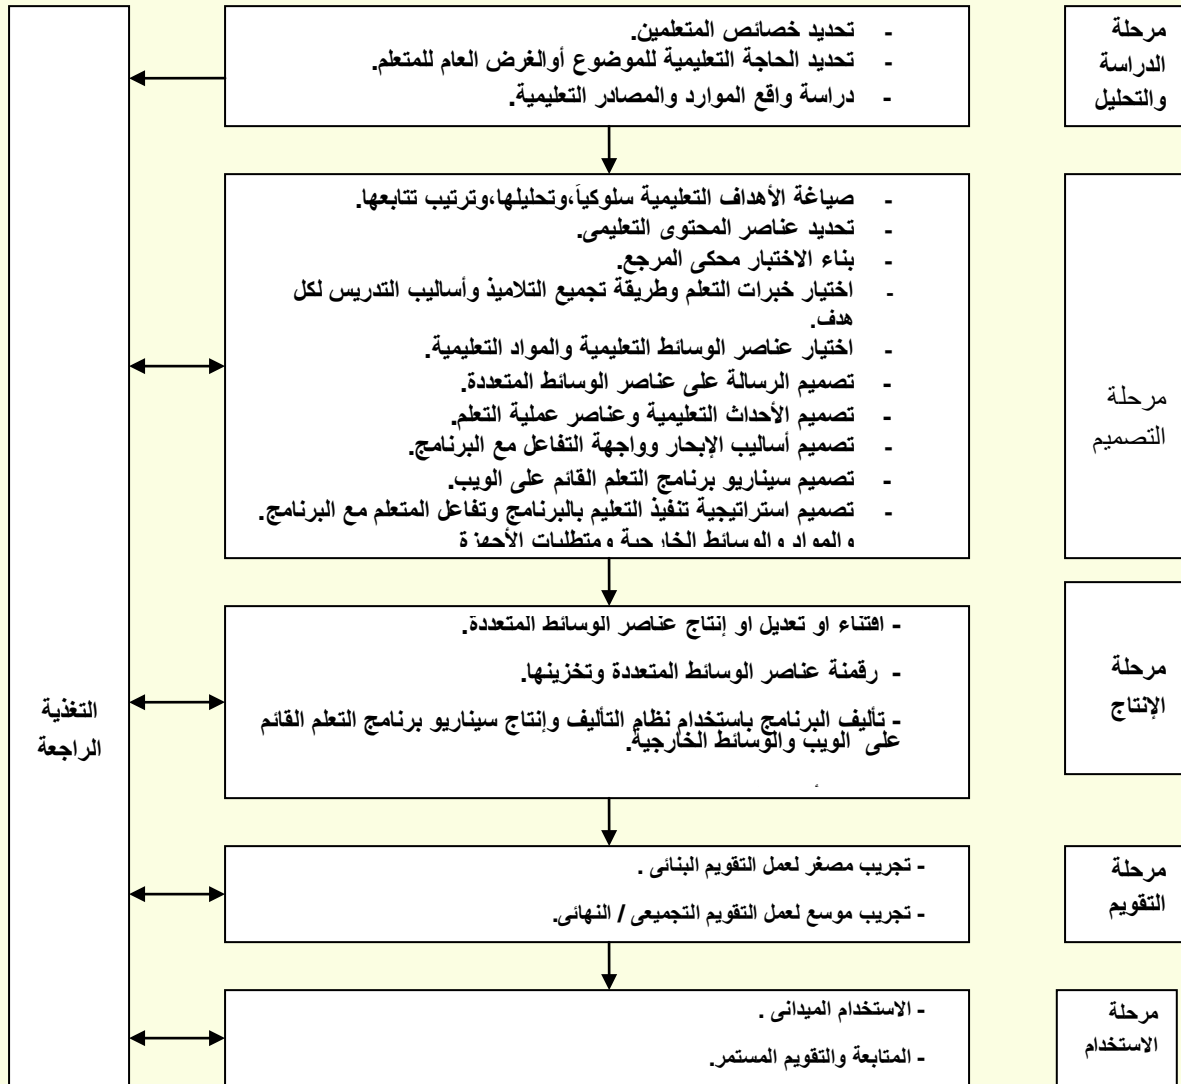 مرحلة
الدراسة
والتحليل
- تحديد خصائص المتعلمين.
- تحديد الحاجة التعليمية للموضوع أوالغرض العام للمتعلم.
- دراسة واقع الموارد والمصادر التعليمية.
مرحلة
التصميم
- صياغة الأهداف التعليمية سلوكياً،وتحليلها،وترتيب تتابعها.
- تحديد عناصر المحتوى التعليمى.
- بناء الاختبار محكى المرجع.
- اختيار خبرات التعلم وطريقة تجميع التلاميذ وأساليب التدريس لكل
هدف.
- اختيار عناصر الوسائط التعليمية والمواد التعليمية.
- تصميم الرسالة على عناصر الوسائط المتعددة.
- تصميم الأحداث التعليمية وعناصر عملية التعلم.
- تصميم أساليب الإبحار وواجهة التفاعل مع البرنامج.
- تصميم سيناريو برنامج التعلم القائم على الويب.
- تصميم استراتيجية تنفيذ التعليم بالبرنامج وتفاعل المتعلم مع البرنامج.
والمواد والوسائط الخارجية ومتطلبات الأجهزة
مرحلة
الإنتاج
- اقتناء او تعديل او إنتاج عناصر الوسائط المتعددة.
- رقمنة عناصر الوسائط المتعددة وتخزينها.
- تأليف البرنامج باستخدام نظام التأليف وإنتاج سيناريو برنامج التعلم القائم
على الويب والوسائط الخارجية.
التغذية
الراجعة
مرحلة
التقويم
- تجريب مصغر لعمل التقويم البنائى .
- تجريب موسع لعمل التقويم التجميعى / النهائى.
مرحلة
الاستخدام
- الاستخدام الميدانى .
- المتابعة والتقويم المستمر.